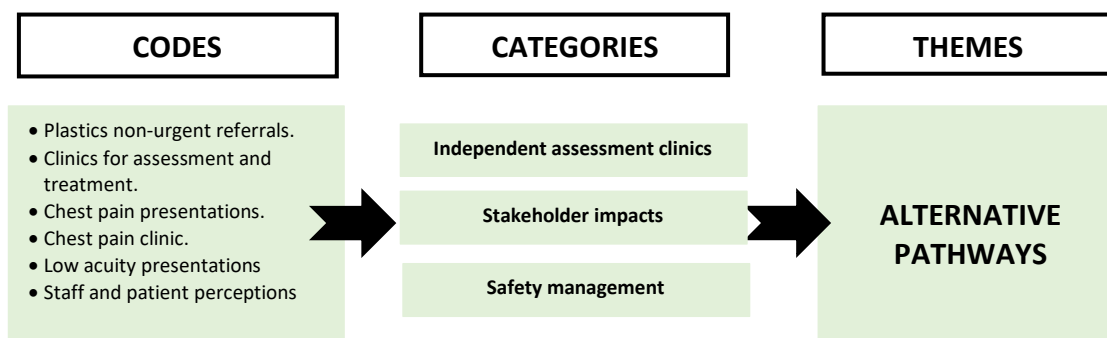 CODES
CATEGORIES
THEMES
• Plastics non-urgent referrals.
• Clinics for assessment and
treatment.
• Chest pain presentations.
• Chest pain clinic.
• Low acuity presentations
• Staff and patient perceptions
Independent assessment clinics
Stakeholder impacts
Safety management
ALTERNATIVE
PATHWAYS